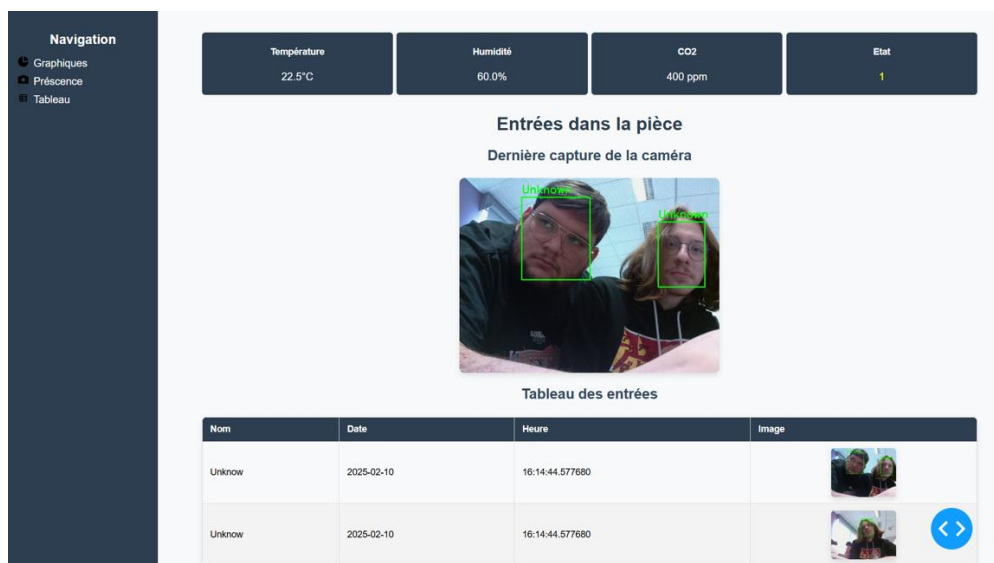 Navigation
Graphiques
Préscence
Tableau
Température Humidité CO2 Etat
22.5°C 60.0% 400 ppm 1
Entrées dans la pièce
Dernière capture de la caméra
Unknown
Unknown
Tableau des entrées
Nom Date Heure Image
Unknow 2025-02-10 16:14:44.577680
Unknow 2025-02-10 16:14:44.577680